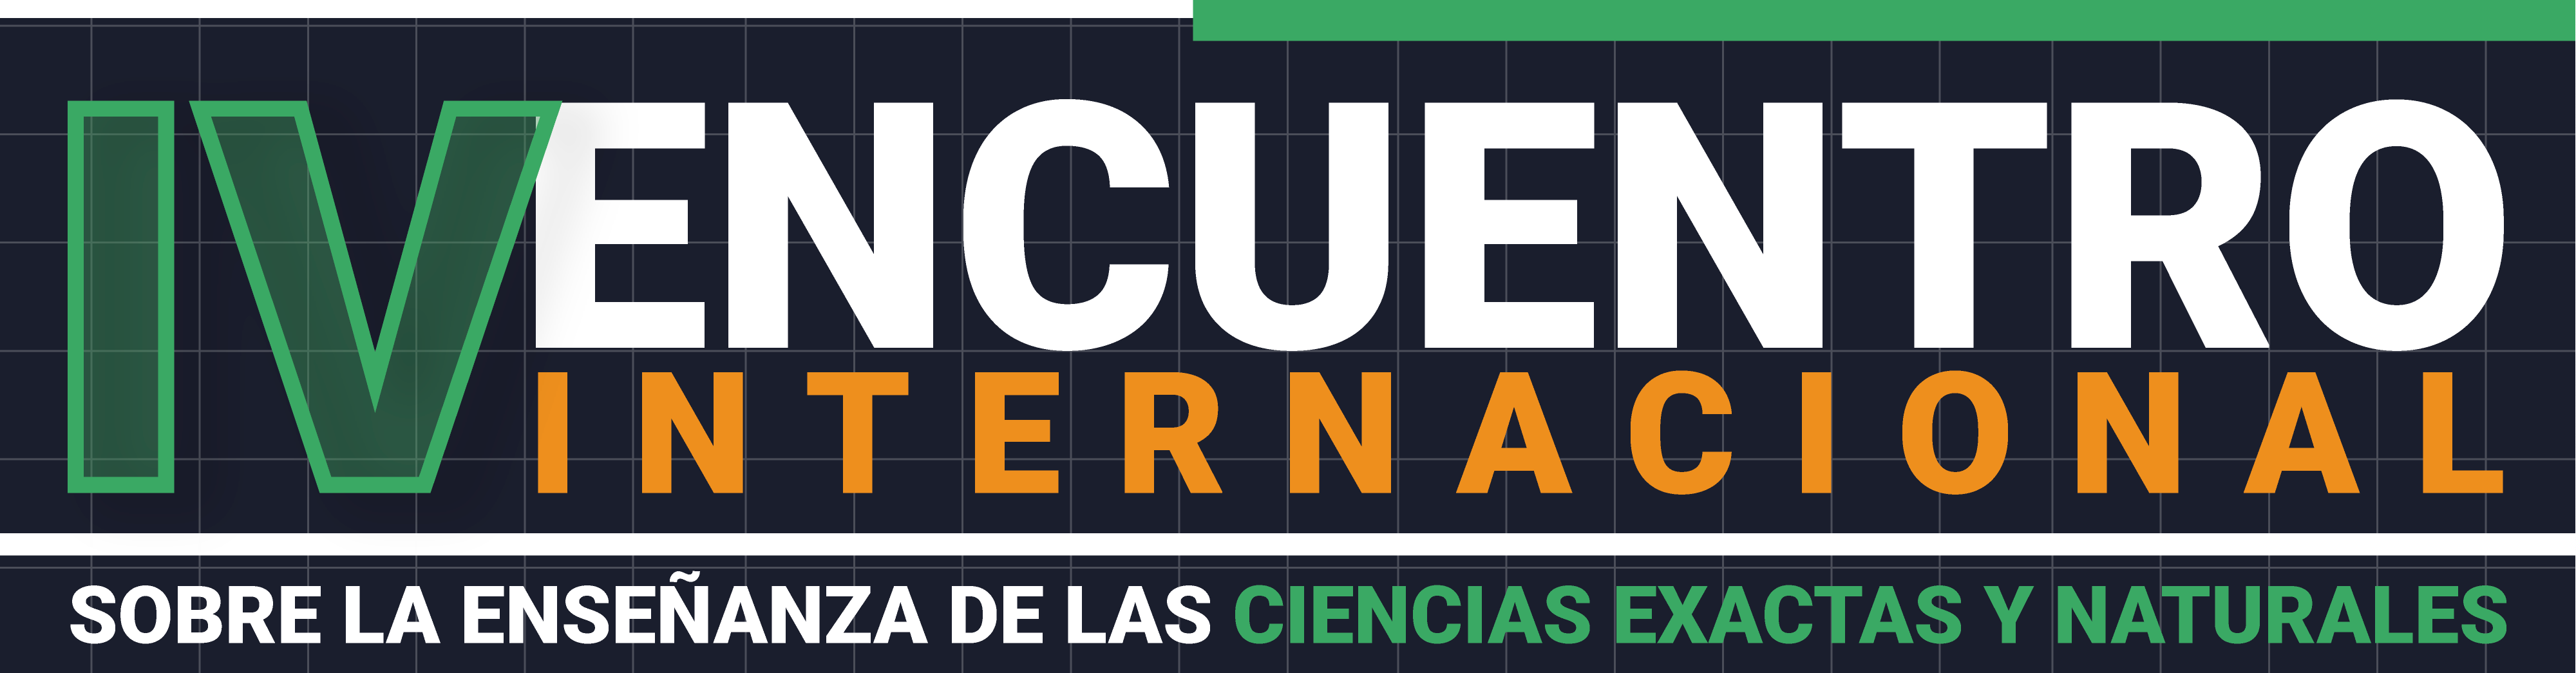 IV ENCUENTRO
INTERNACIONAL
SOBRE LA ENSEÑANZA DE LAS CIENCIAS EXACTAS Y NATURALES